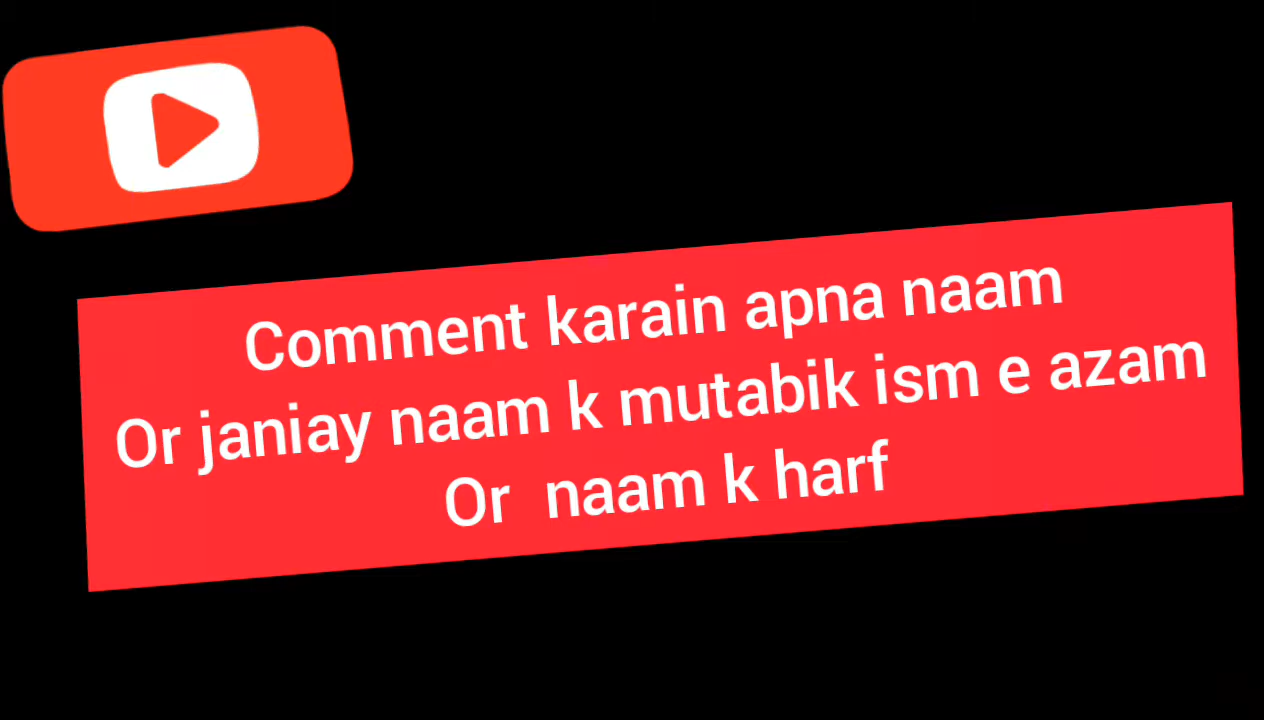 Comment karain apna naam
Or janiay naam k mutabik ism e azam
Or naam k harf